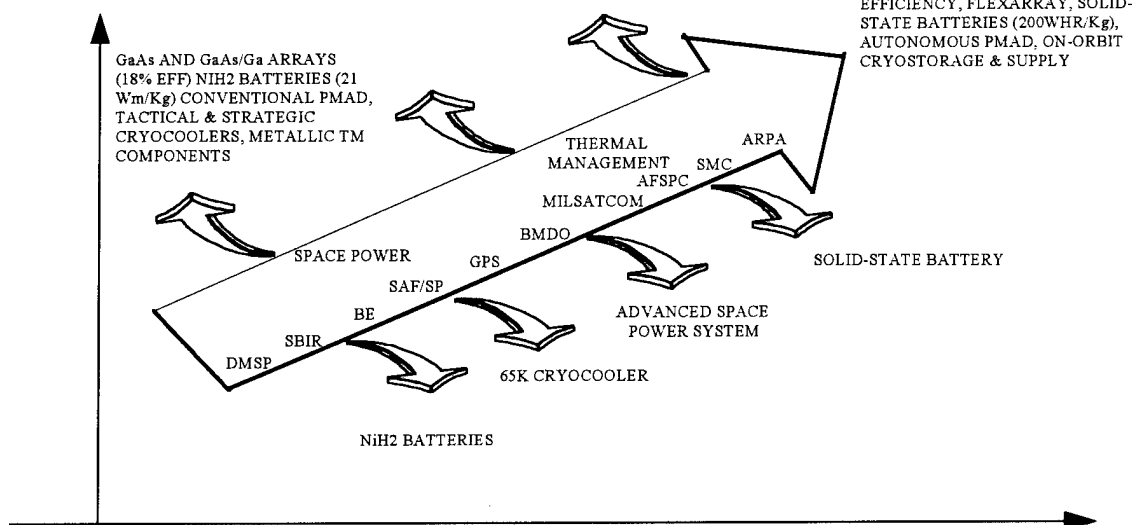 EFFICIENCY, FLEXARRAY, SOLID-
STATE BATTERIES (200WHR/Kg),
AUTONOMOUS PMAD, ON-ORBIT
CRYOSTORAGE & SUPPLY
GaAs AND GaAs/Ga ARRAYS
(18% EFF) NIH2 BATTERIES (21
Wm/Kg) CONVENTIONAL PMAD,
TACTICAL & STRATEGIC
CRYOCOOLERS, METALLIC TM
COMPONENTS
THERMAL
MANAGEMENT
ARPA
SMC
AFSPC
MILSATCOM
BMDO
SPACE POWER
GPS
SAF/SP
BE
SBIR
DMSP
SOLID-STATE BATTERY
ADVANCED SPACE
POWER SYSTEM
65K CRYOCOOLER
NiH2 BATTERIES